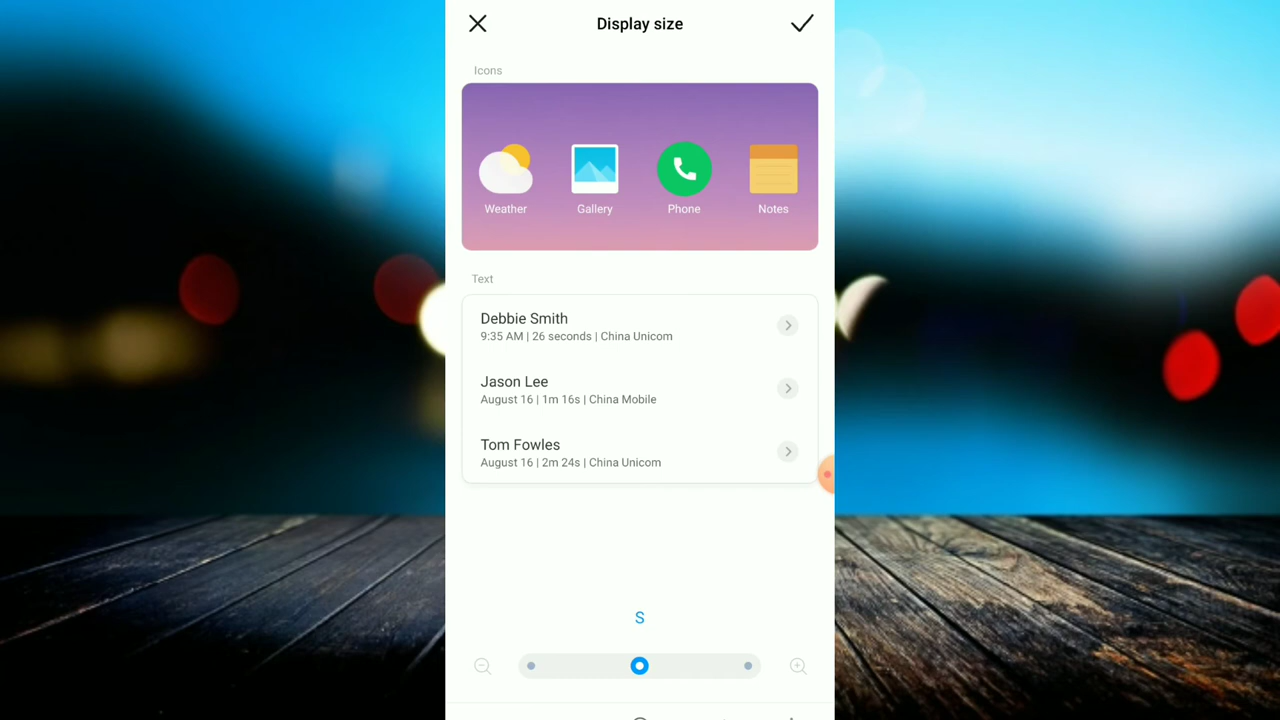 Display size
Icons
Weather Gallery Phone Notes
Text
Debbie Smith
9:35 AM | 26 seconds | China Unicom
Jason Lee
August 16 | 1m 16s | China Mobile
Tom Fowles
August 16 | 2m 24s | China Unicom
S